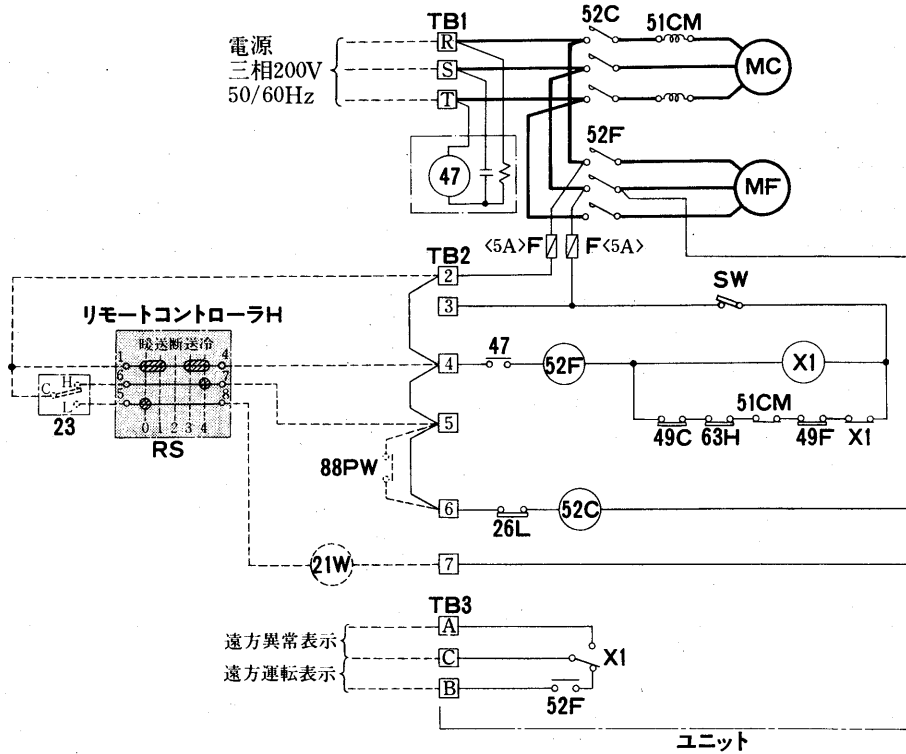 電源
三相200V
50/60Hz
TB1
R
S
T
52C
51CM
MC
52F
MF
47
〈5A〉F
F〈5A〉
TB2
2
3
SW
リモートコントローラH
暖送断送冷
1
4
6
7
5
8
0 1 2 3 4
RS
C
H
L
23
4
47
52F
X1
5
49C
63H
51CM
49F
X1
88PW
6
26L
52C
21W
7
TB3
遠方異常表示
遠方運転表示
A
C
B
X1
52F
ユニット